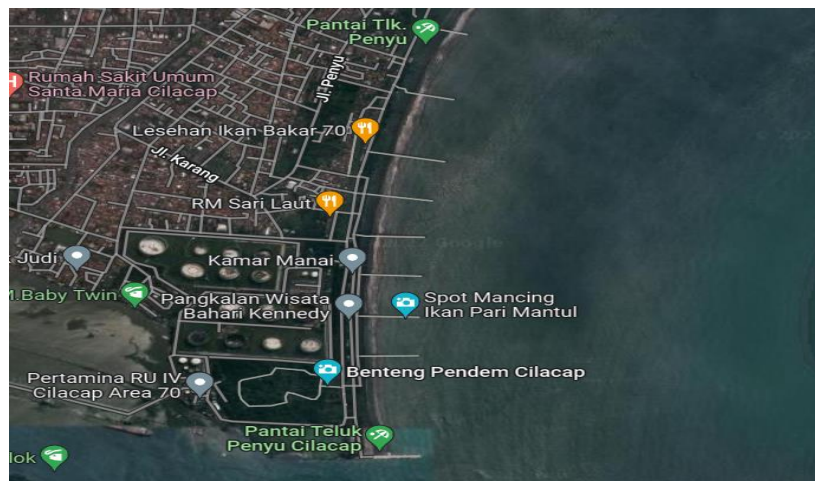 Pantai Tlk.
Penyu
Rumah Sakit Umum
Santa Maria Cilacap
Jl. Penyu
Lesehan Ikan Bakar 70
Jl. Karang
RM Sari Laut
Google
k Judi
Kamar Manai
M.Baby Twin
Pangkalan Wisata
Bahari Kennedy
Spot Mancing
Ikan Pari Mantul
Benteng Pendem Cilacap
Pertamina RU IV
Cilacap Area 70
Pantai Teluk
Penyu Cilacap
lok